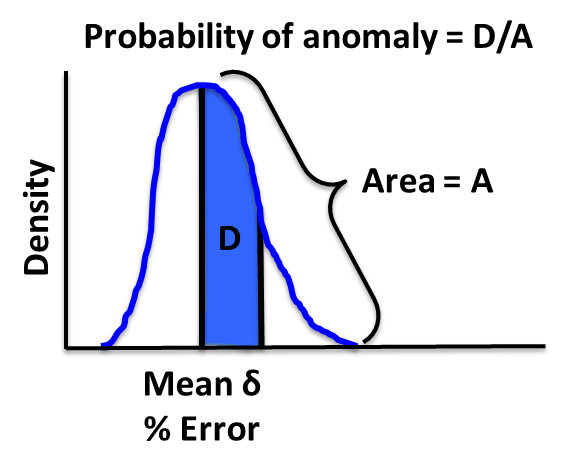 Probability of anomaly = D/A
Density
D
Area = A
Mean δ
% Error